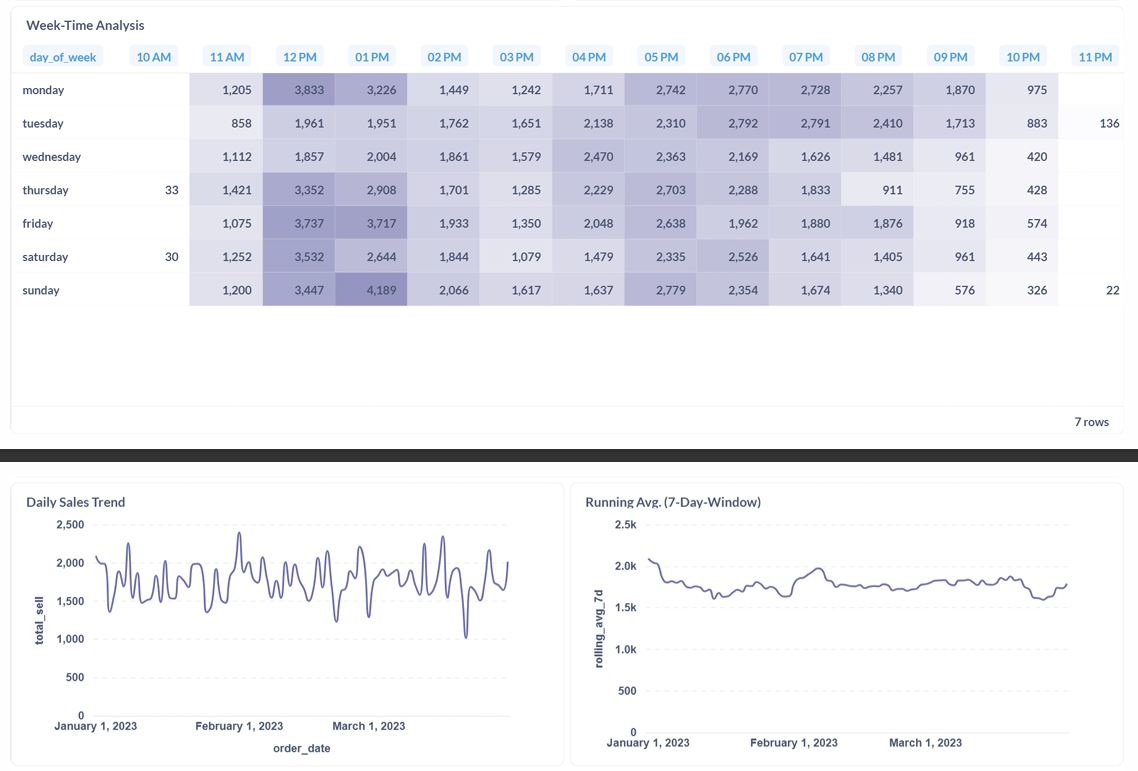 Week-Time Analysis
day_of_week 10 AM 11 AM 12 PM 01 PM 02 PM 03 PM 04 PM 05 PM 06 PM 07 PM 08 PM 09 PM 10 PM 11 PM
monday 1,205 3,833 3,226 1,449 1,242 1,711 2,742 2,770 2,728 2,257 1,870 975
tuesday 858 1,961 1,951 1,762 1,651 2,138 2,310 2,792 2,791 2,410 1,713 883 136
wednesday 1,112 1,857 2,004 1,861 1,579 2,470 2,363 2,169 1,626 1,481 961 420
thursday 33 1,421 3,352 2,908 1,701 1,285 2,229 2,703 2,288 1,833 911 755 428
friday 1,075 3,737 3,717 1,933 1,350 2,048 2,638 1,962 1,880 1,876 918 574
saturday 30 1,252 3,532 2,644 1,844 1,079 1,479 2,335 2,526 1,641 1,405 961 443
sunday 1,200 3,447 4,189 2,066 1,617 1,637 2,779 2,354 1,674 1,340 576 326 22
7 rows
Daily Sales Trend
2,500
2,000
1,500
1,000
500
0
total_sell
January 1, 2023 February 1, 2023 March 1, 2023
order_date
Running Avg. (7-Day-Window)
2.5k
2.0k
1.5k
1.0k
500
0
rolling_avg_7d
January 1, 2023 February 1, 2023 March 1, 2023